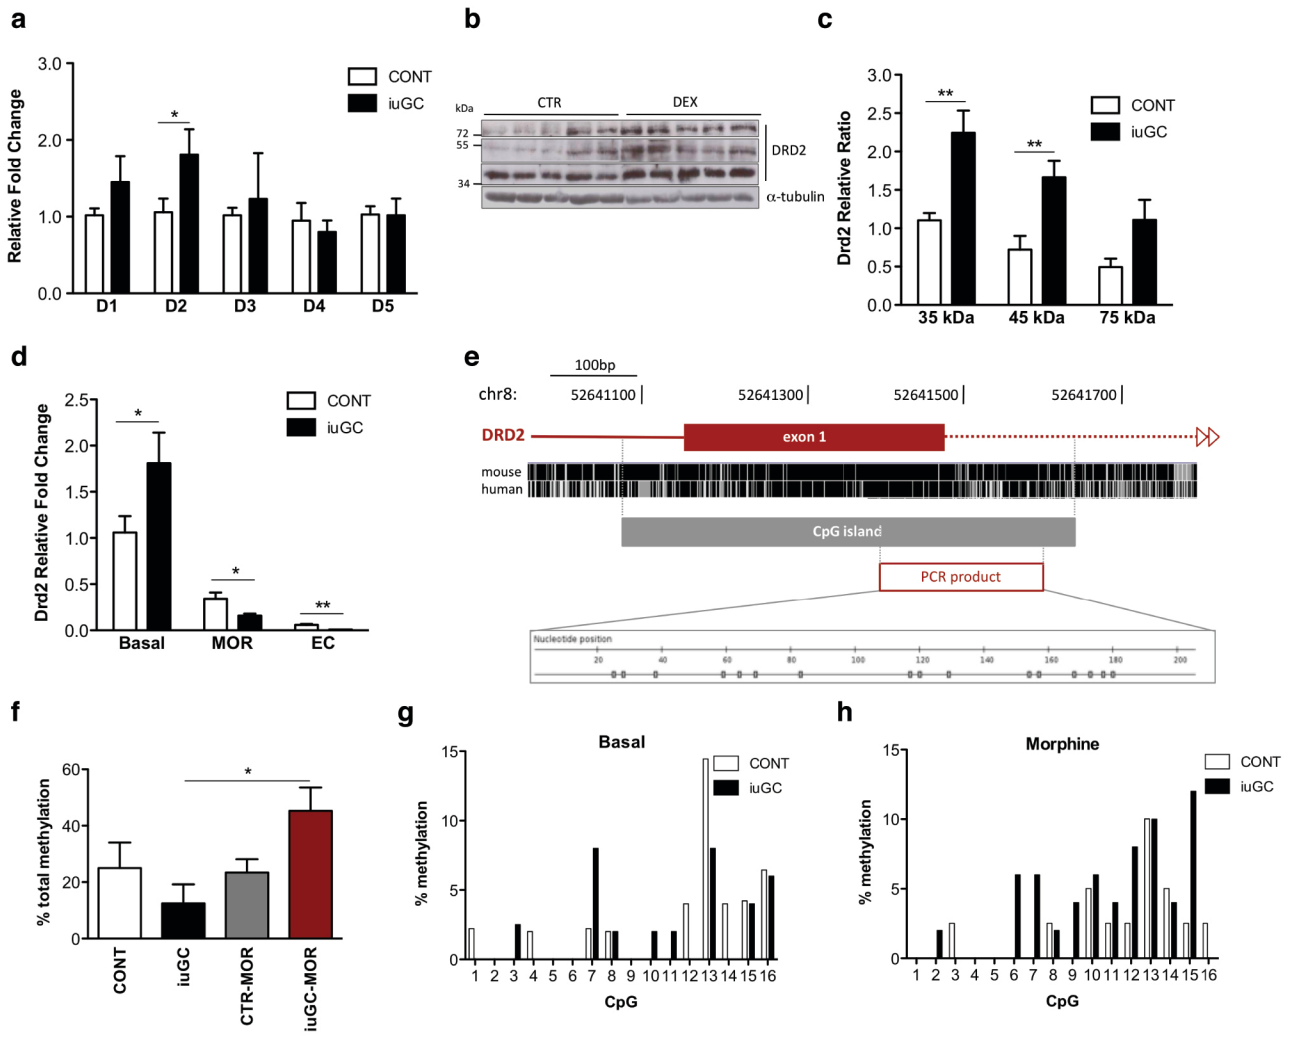 a
Relative Fold Change
3.0
2.0
1.0
0.0
CONT
iuGC
*
D1 D2 D3 D4 D5
b
kDa
CTR DEX
72
55
34
DRD2
α-tubulin
c
Drd2 Relative Ratio
3.0
2.5
2.0
1.5
1.0
0.5
0.0
CONT
iuGC
**
**
35 kDa 45 kDa 75 kDa
d
Drd2 Relative Fold Change
2.5
2.0
1.5
1.0
0.5
0.0
CONT
iuGC
*
*
**
Basal MOR EC
e
100bp
chr8: 52641100 52641300 52641500 52641700
DRD2 exon 1
mouse
human
CpG island
PCR product
Nucleotide position
20 40 60 80 100 120 140 160 180 200
f
% total methylation
60
40
20
0
*
CONT
iuGC
CTR-MOR
iuGC-MOR
g
Basal
% methylation
15
10
5
0
CONT
iuGC
1 2 3 4 5 6 7 8 9 10 11 12 13 14 15 16
CpG
h
Morphine
% methylation
15
10
5
0
CONT
iuGC
1 2 3 4 5 6 7 8 9 10 11 12 13 14 15 16
CpG